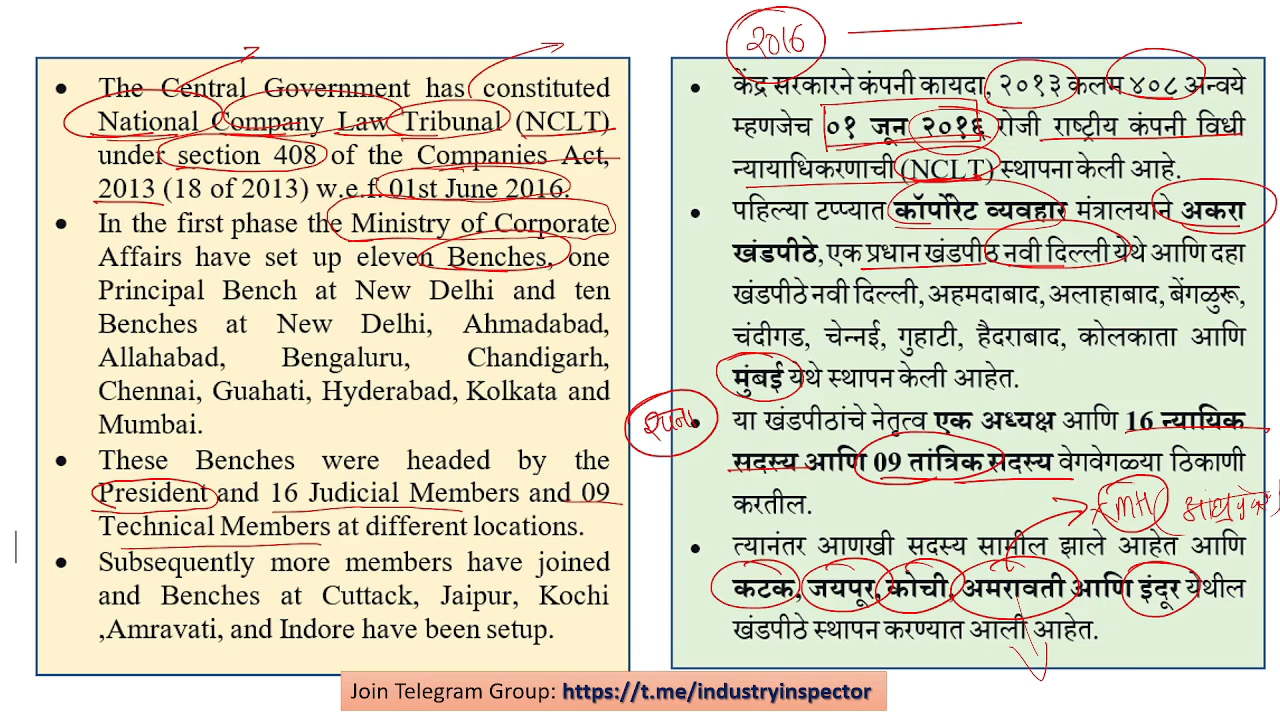 • The Central Government has constituted
National Company Law Tribunal (NCLT)
under section 408 of the Companies Act,
2013 (18 of 2013) w.e.f. 01st June 2016.
• In the first phase the Ministry of Corporate
Affairs have set up eleven Benches, one
Principal Bench at New Delhi and ten
Benches at New Delhi, Ahmadabad,
Allahabad, Bengaluru, Chandigarh,
Chennai, Guahati, Hyderabad, Kolkata and
Mumbai.
• These Benches were headed by the
President and 16 Judicial Members and 09
Technical Members at different locations.
• Subsequently more members have joined
and Benches at Cuttack, Jaipur, Kochi
,Amravati, and Indore have been setup.
२०१६
• केंद्र सरकारने कंपनी कायदा, २०१३ कलम ४०८ अन्वये
म्हणजेच ०१ जून २०१६ रोजी राष्ट्रीय कंपनी विधी
न्यायाधिकरणाची (NCLT) स्थापना केली आहे.
• पहिल्या टप्प्यात कॉर्पोरेट व्यवहार मंत्रालयाने अकरा
खंडपीठे, एक प्रधान खंडपीठ नवी दिल्ली येथे आणि दहा
खंडपीठे नवी दिल्ली, अहमदाबाद, अलाहाबाद, बेंगळुरू,
चंदीगड, चेन्नई, गुहाटी, हैदराबाद, कोलकाता आणि
मुंबई येथे स्थापन केली आहेत.
• या खंडपीठांचे नेतृत्व एक अध्यक्ष आणि 16 न्यायिक
सदस्य आणि 09 तांत्रिक सदस्य वेगवेगळ्या ठिकाणी
करतील.
MH
• त्यानंतर आणखी सदस्य सामील झाले आहेत आणि
कटक, जयपूर, कोची, अमरावती आणि इंदूर येथील
खंडपीठे स्थापन करण्यात आली आहेत.
Join Telegram Group: https://t.me/industryinspector